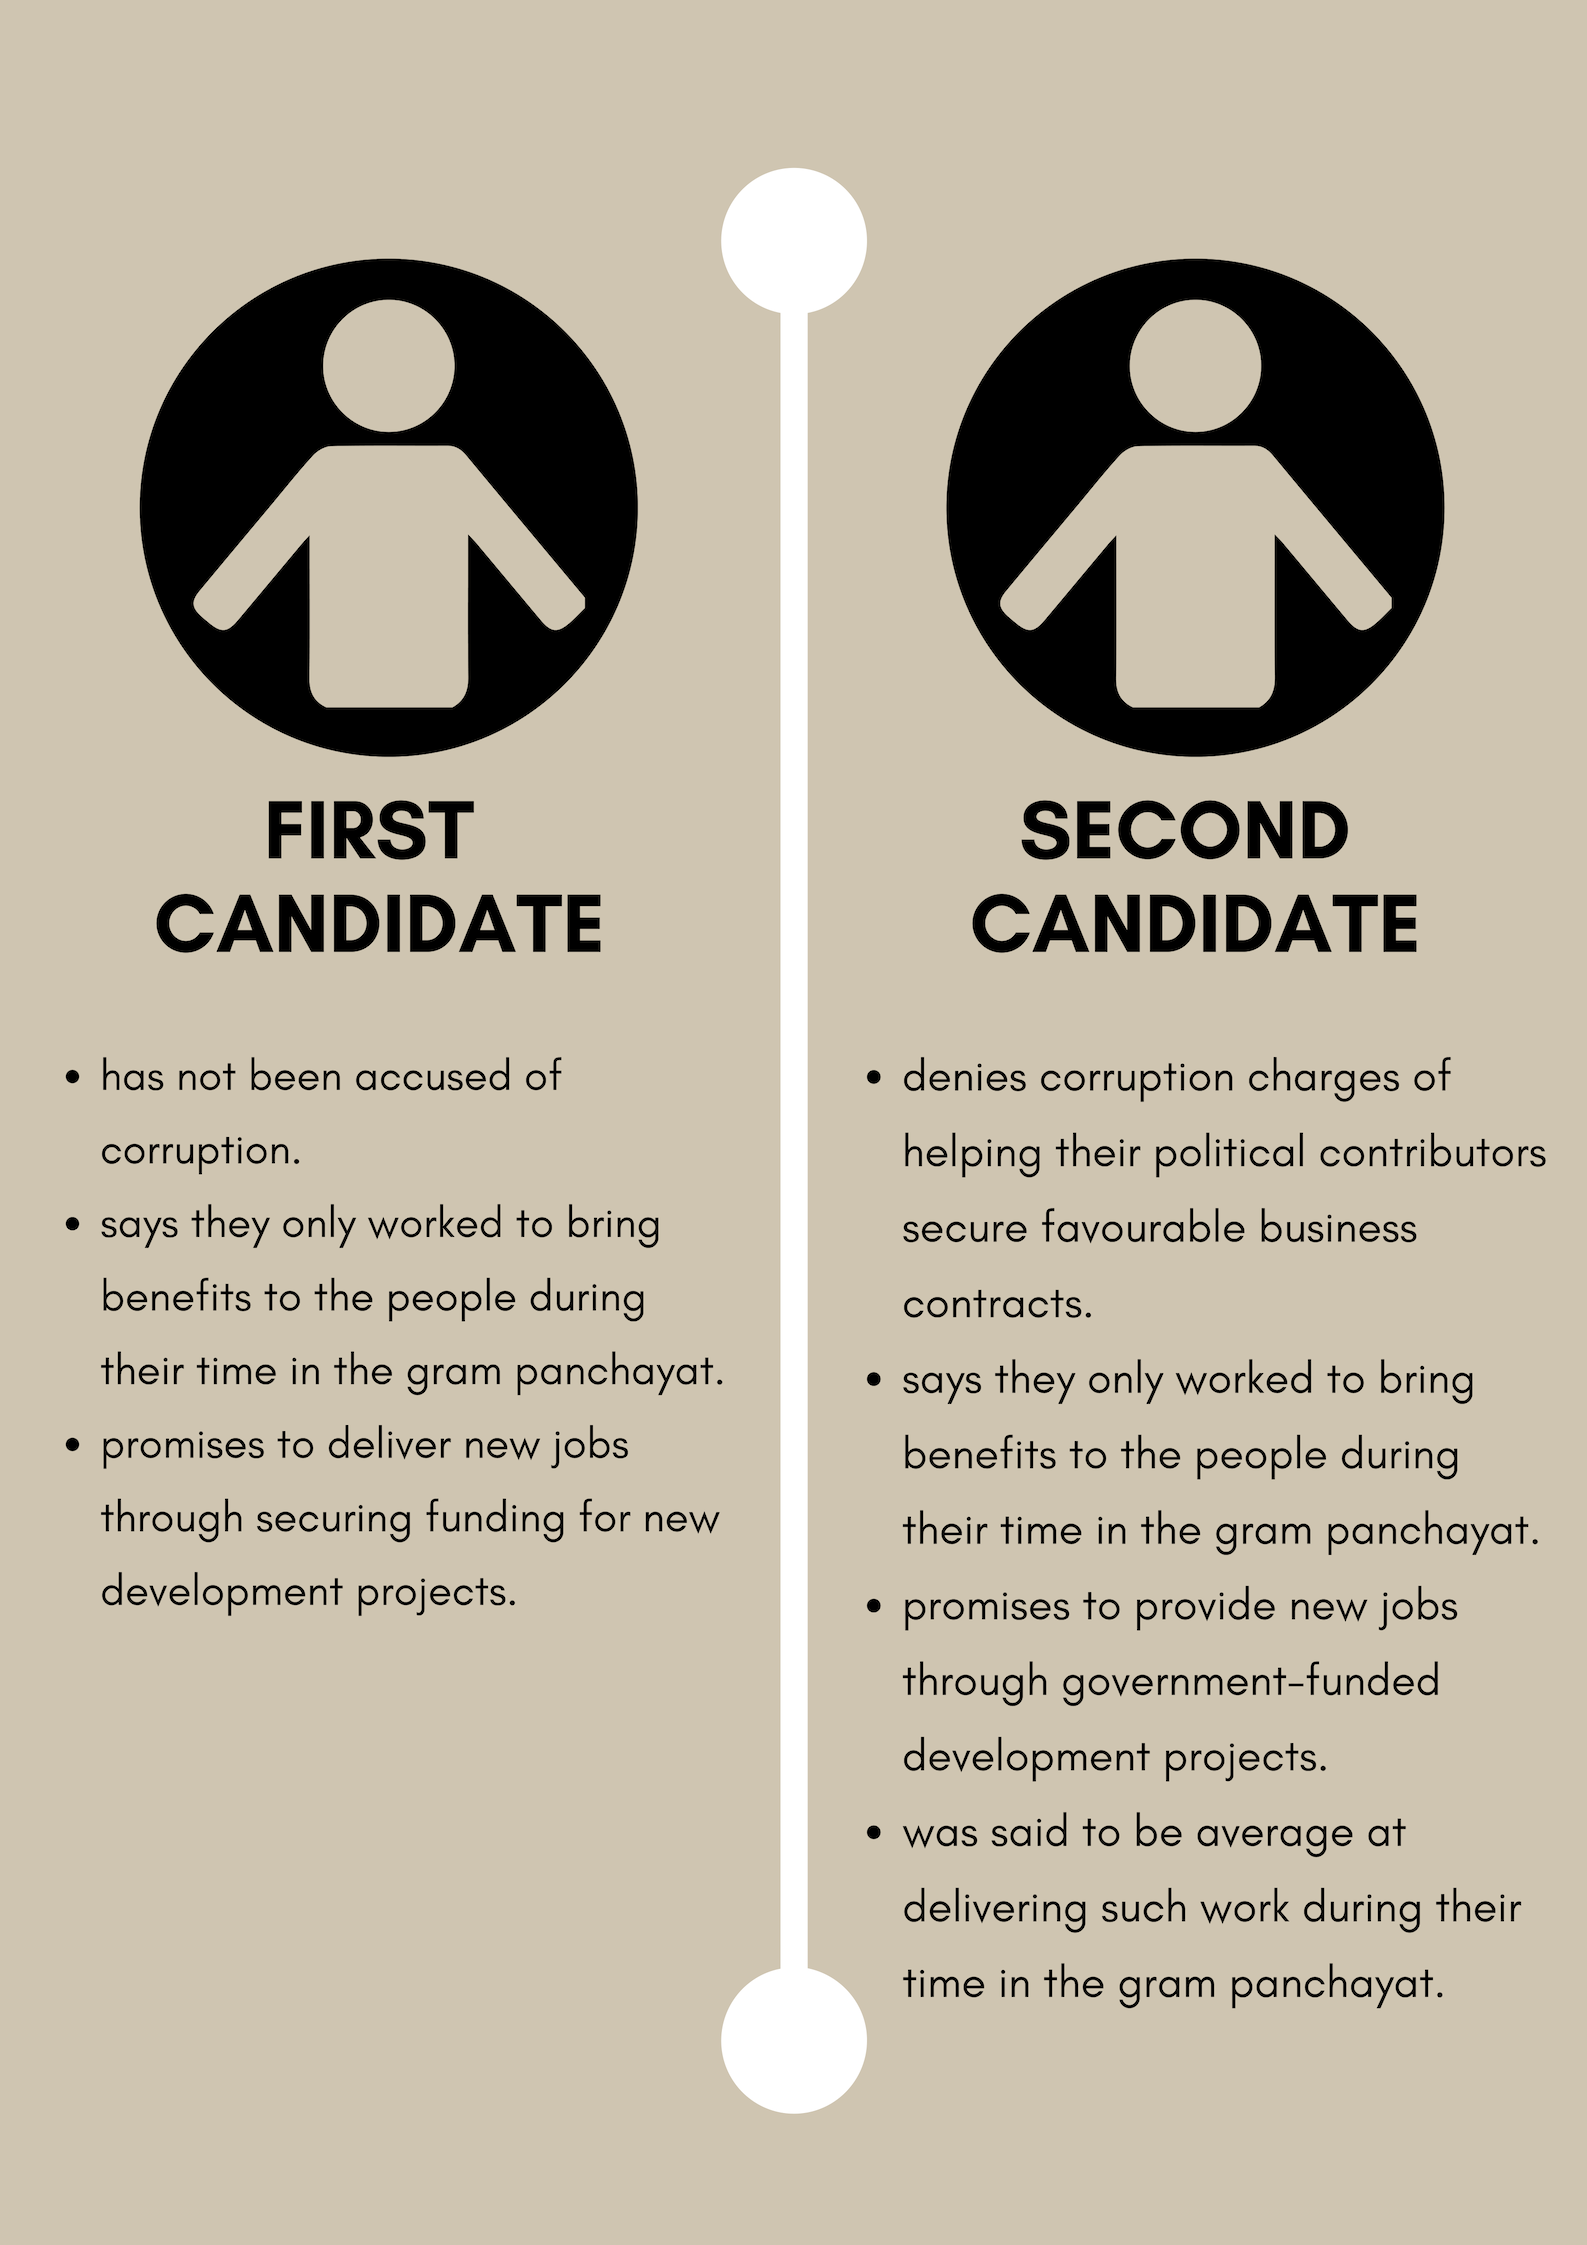 FIRST
CANDIDATE
• has not been accused of
corruption.
• says they only worked to bring
benefits to the people during
their time in the gram panchayat.
• promises to deliver new jobs
through securing funding for new
development projects.
SECOND
CANDIDATE
• denies corruption charges of
helping their political contributors
secure favourable business
contracts.
• says they only worked to bring
benefits to the people during
their time in the gram panchayat.
• promises to provide new jobs
through government-funded
development projects.
• was said to be average at
delivering such work during their
time in the gram panchayat.